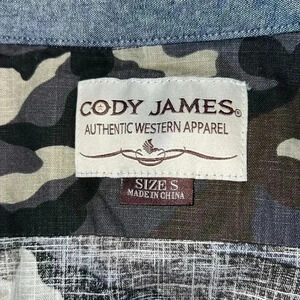 CODY JAMES®
AUTHENTIC WESTERN APPAREL
SIZE S
MADE IN CHINA